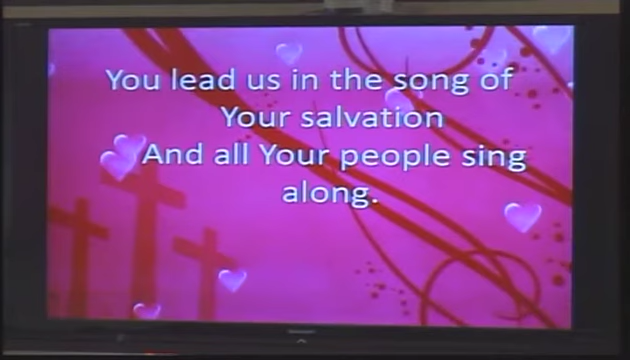 You lead us in the song of
Your salvation
And all Your people sing
along.